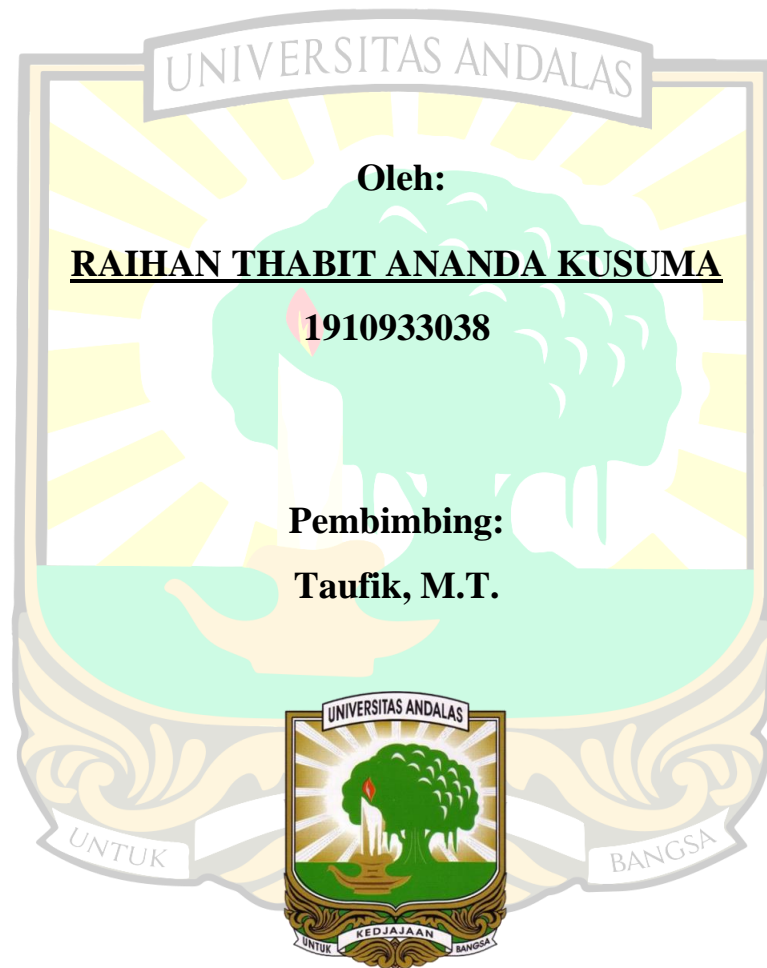 UNIVERSITAS ANDALAS
Oleh:
RAIHAN THABIT ANANDA KUSUMA
1910933038
Pembimbing:
Taufik, M.T.
UNIVERSITAS ANDALAS
UNTUK BANGSA
UNTUK KEDJAJAAN BANGSA